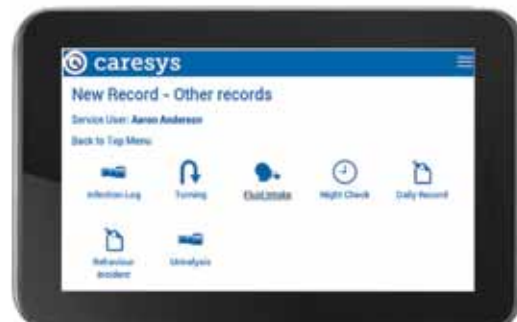 caresys
New Record - Other records
Service User: Aaron Anderson
Back to Top Menu
Infection Log Turning Fluid Intake Night Check Daily Record
Behaviour Urinalysis
Incident